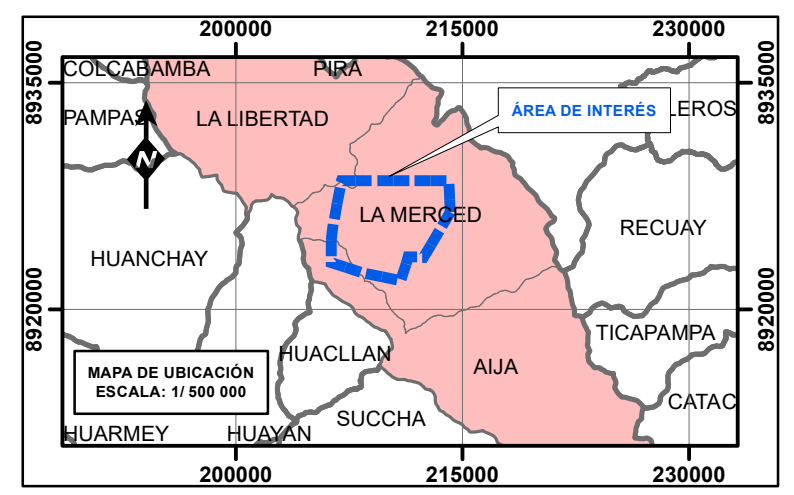 200000 215000 230000
8935000
8935000
COLCABAMBA
PIRA
PAMPAS
LA LIBERTAD
ÁREA DE INTERÉS
LEROS
N
LA MERCED
RECUAY
HUANCHAY
8920000
8920000
TICAPAMPA
HUACLLAN
AIJA
MAPA DE UBICACIÓN
ESCALA: 1/ 500 000
CATAC
SUCCHA
HUARMEY
HUAYAN
200000 215000 230000